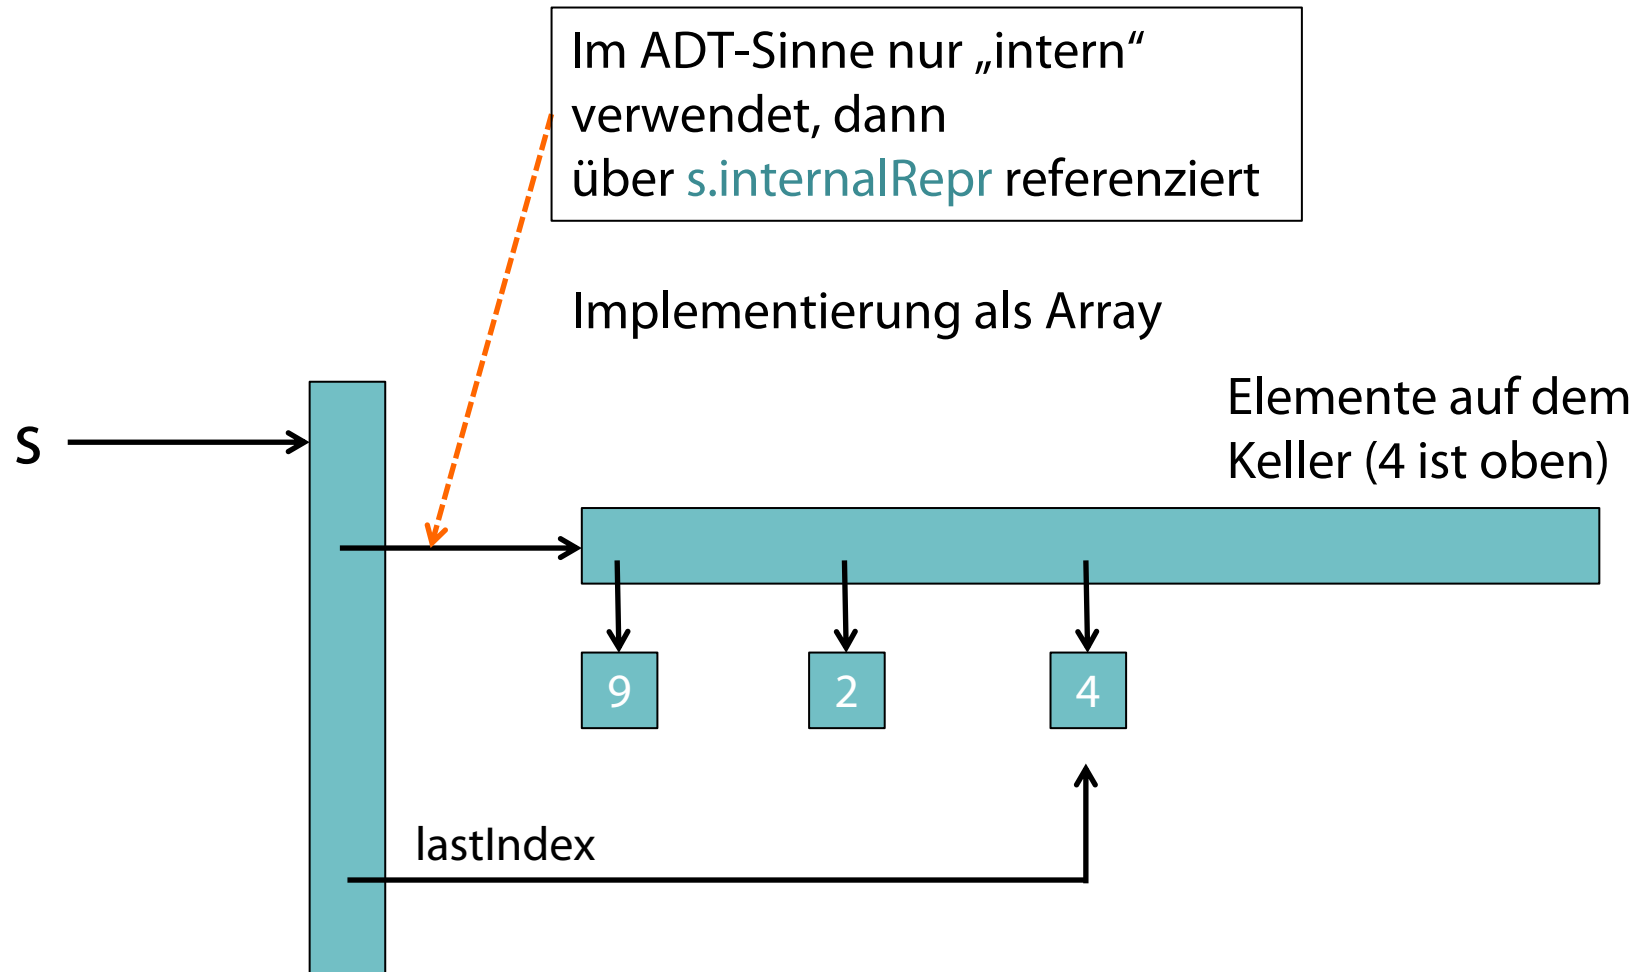 Im ADT-Sinne nur „intern“
verwendet, dann
über s.internalRepr referenziert
Implementierung als Array
Elemente auf dem
Keller (4 ist oben)
s
9
2
4
lastIndex